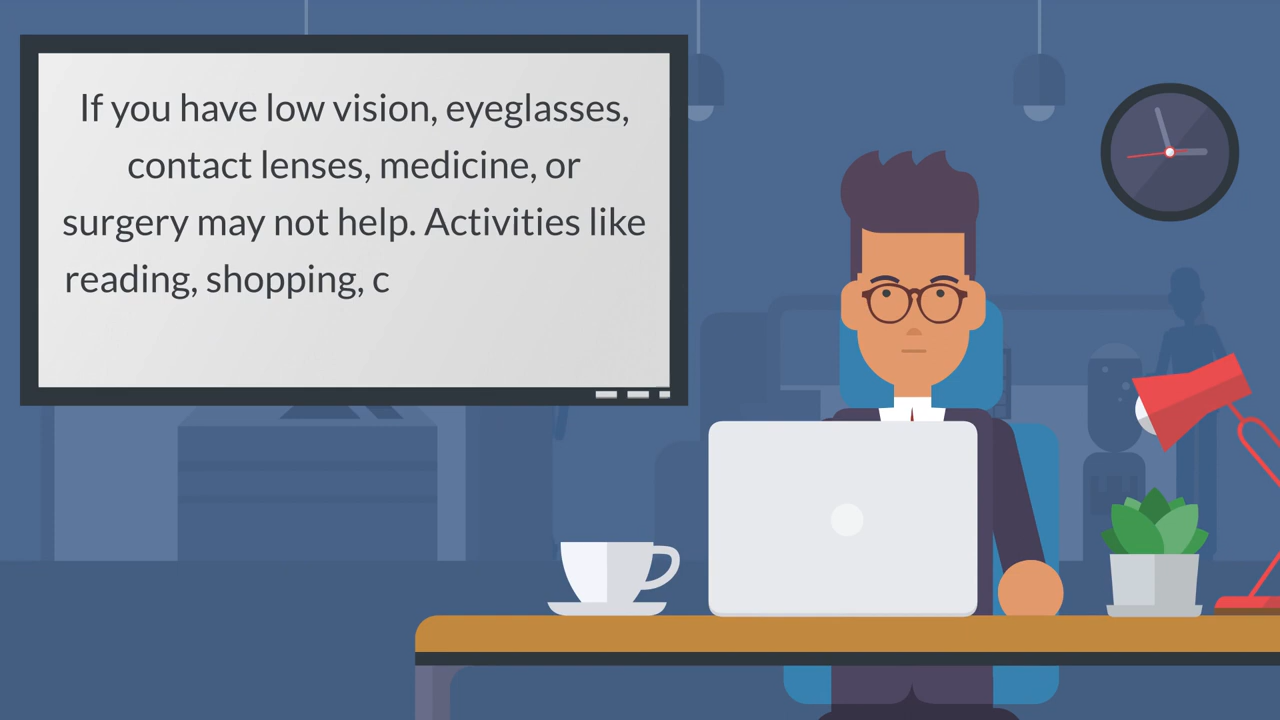 If you have low vision, eyeglasses,
contact lenses, medicine, or
surgery may not help. Activities like
reading, shopping, c